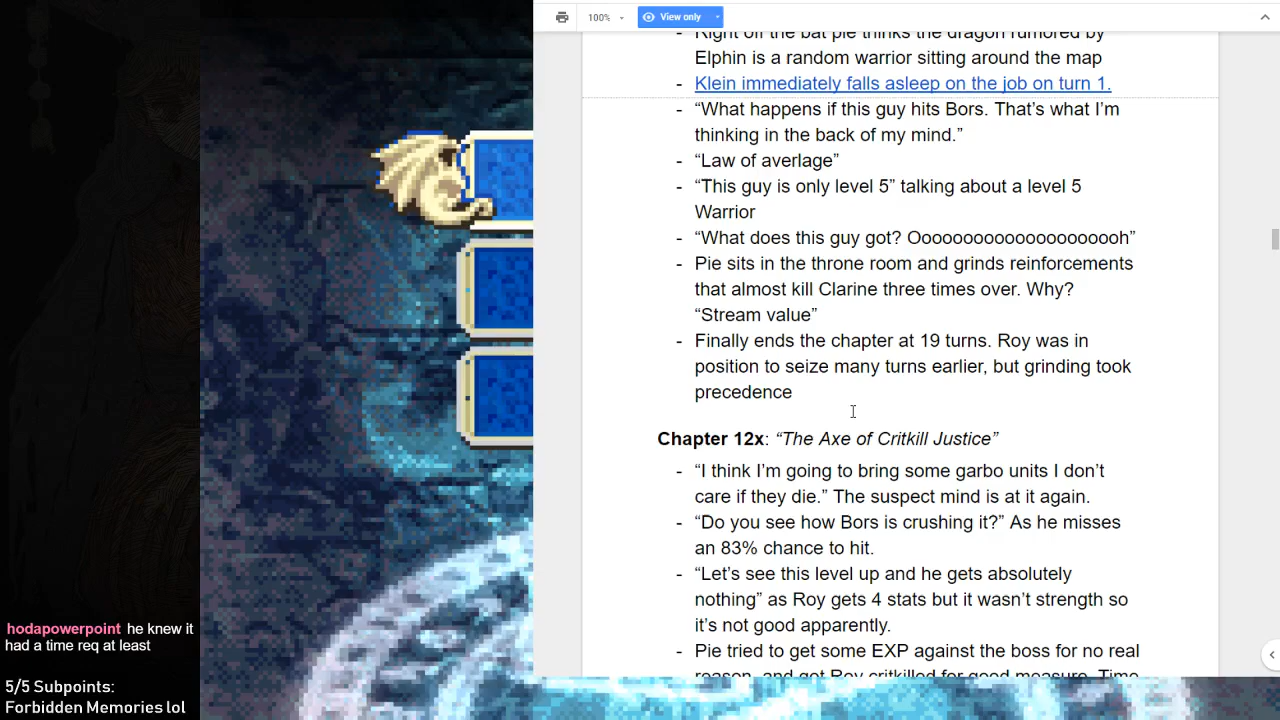 100%
View only
- Right off the bat pie thinks the dragon rumored by
Elphin is a random warrior sitting around the map
- Klein immediately falls asleep on the job on turn 1.
- “What happens if this guy hits Bors. That’s what I’m
thinking in the back of my mind.”
- “Law of averlage”
- “This guy is only level 5” talking about a level 5
Warrior
- “What does this guy got? Oooooooooooooooooooh”
- Pie sits in the throne room and grinds reinforcements
that almost kill Clarine three times over. Why?
“Stream value”
- Finally ends the chapter at 19 turns. Roy was in
position to seize many turns earlier, but grinding took
precedence
Chapter 12x: “The Axe of Critkill Justice”
- “I think I’m going to bring some garbo units I don’t
care if they die.” The suspect mind is at it again.
- “Do you see how Bors is crushing it?” As he misses
an 83% chance to hit.
- “Let’s see this level up and he gets absolutely
nothing” as Roy gets 4 stats but it wasn’t strength so
it’s not good apparently.
- Pie tried to get some EXP against the boss for no real
reason, and got Roy critkilled for good measure. Time
hodapowerpoint he knew it
had a time req at least
5/5 Subpoints:
Forbidden Memories lol